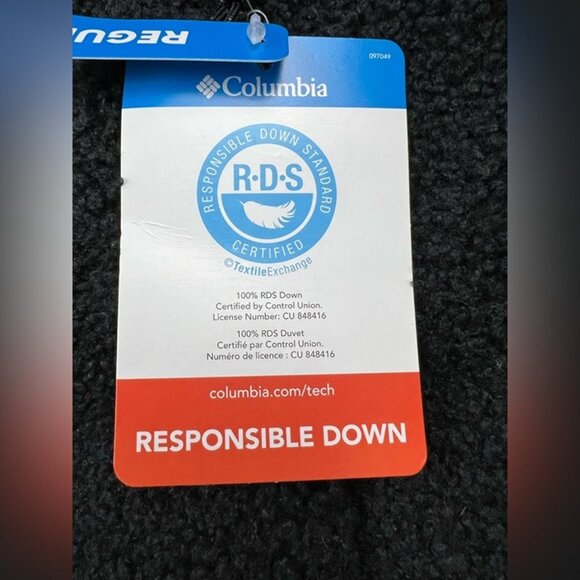 REGU
097049
Columbia
RESPONSIBLE DOWN STANDARD
R·D·S
CERTIFIED
©TextileExchange
100% RDS Down
Certified by Control Union.
License Number: CU 848416
100% RDS Duvet
Certifié par Control Union.
Numéro de licence : CU 848416
columbia.com/tech
RESPONSIBLE DOWN